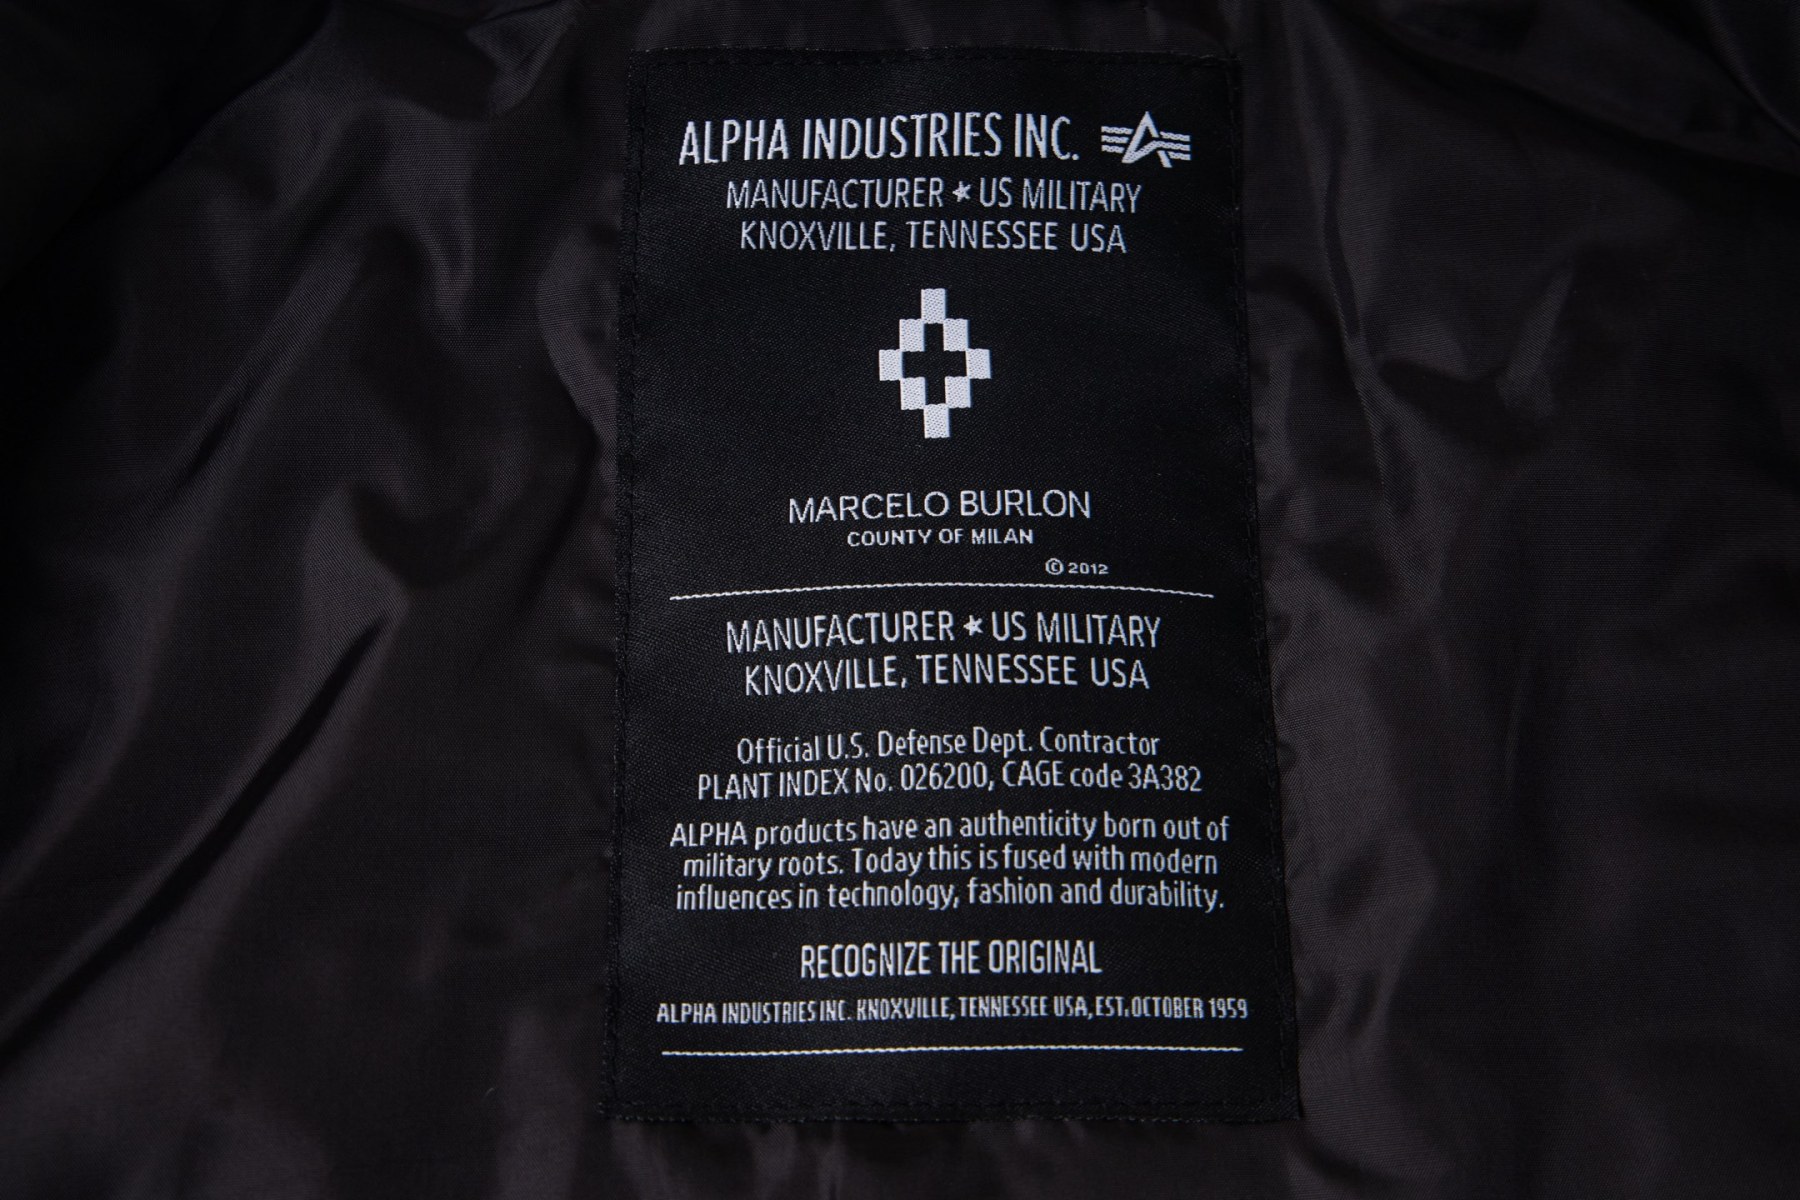 ALPHA INDUSTRIES INC.
MANUFACTURER ★ US MILITARY
KNOXVILLE, TENNESSEE USA
MARCELO BURLON
COUNTY OF MILAN
© 2012
MANUFACTURER ★ US MILITARY
KNOXVILLE, TENNESSEE USA
Official U.S. Defense Dept. Contractor
PLANT INDEX No. 026200, CAGE code 3A382
ALPHA products have an authenticity born out of
military roots. Today this is fused with modern
influences in technology, fashion and durability.
RECOGNIZE THE ORIGINAL
ALPHA INDUSTRIES INC. KNOXVILLE, TENNESSEE USA, EST. OCTOBER 1959